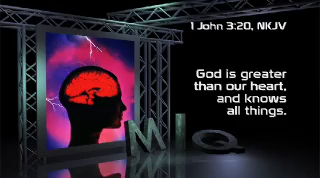 1 John 3:20, NKJV
God is greater
than our heart,
and knows
all things.
MIQ